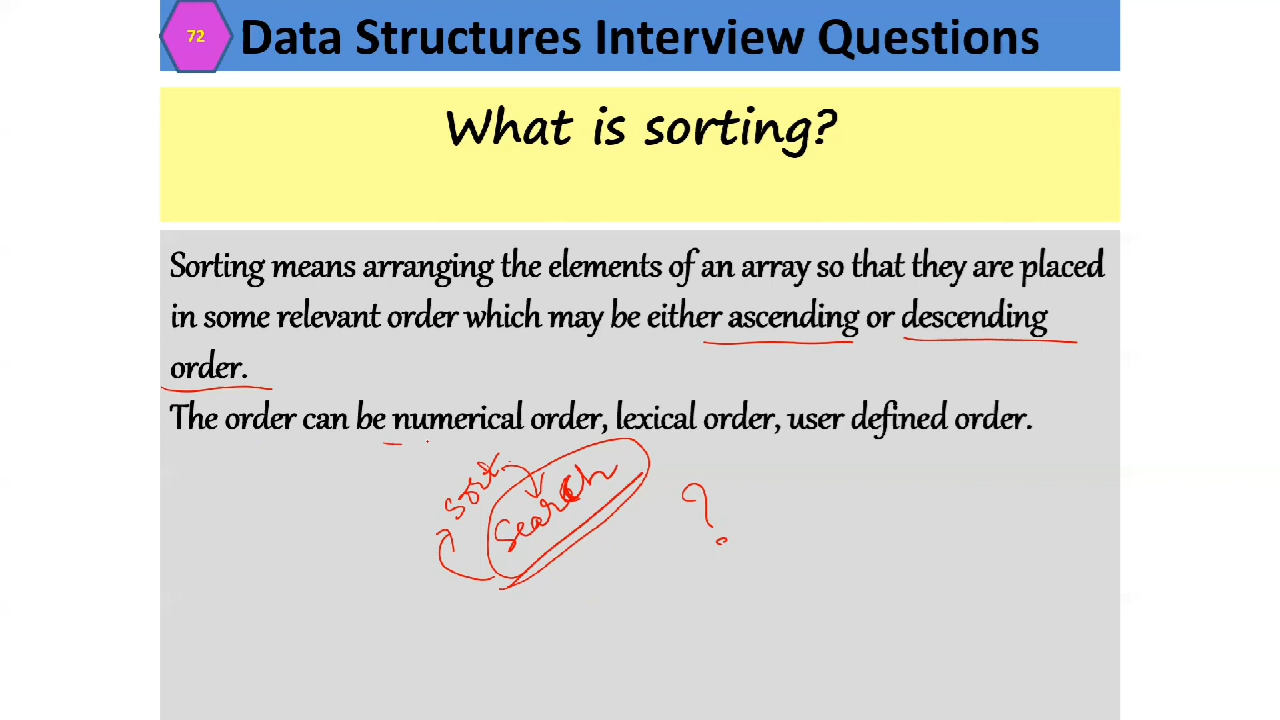 72
Data Structures Interview Questions
What is sorting?
Sorting means arranging the elements of an array so that they are placed
in some relevant order which may be either ascending or descending
order.
The order can be numerical order, lexical order, user defined order.
sort
search
?